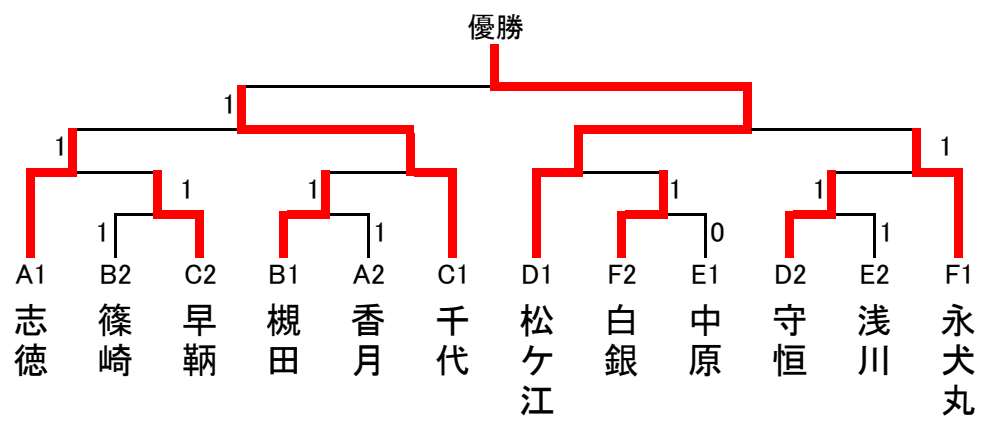 優勝
1
1 1
1 1 1 1
1 1 0 1
A1 B2 C2 B1 A2 C1 D1 F2 E1 D2 E2 F1
志徳 篠崎 早鞆 槻田 香月 千代 松ケ江 白銀 中原 守恒 浅川 永犬丸